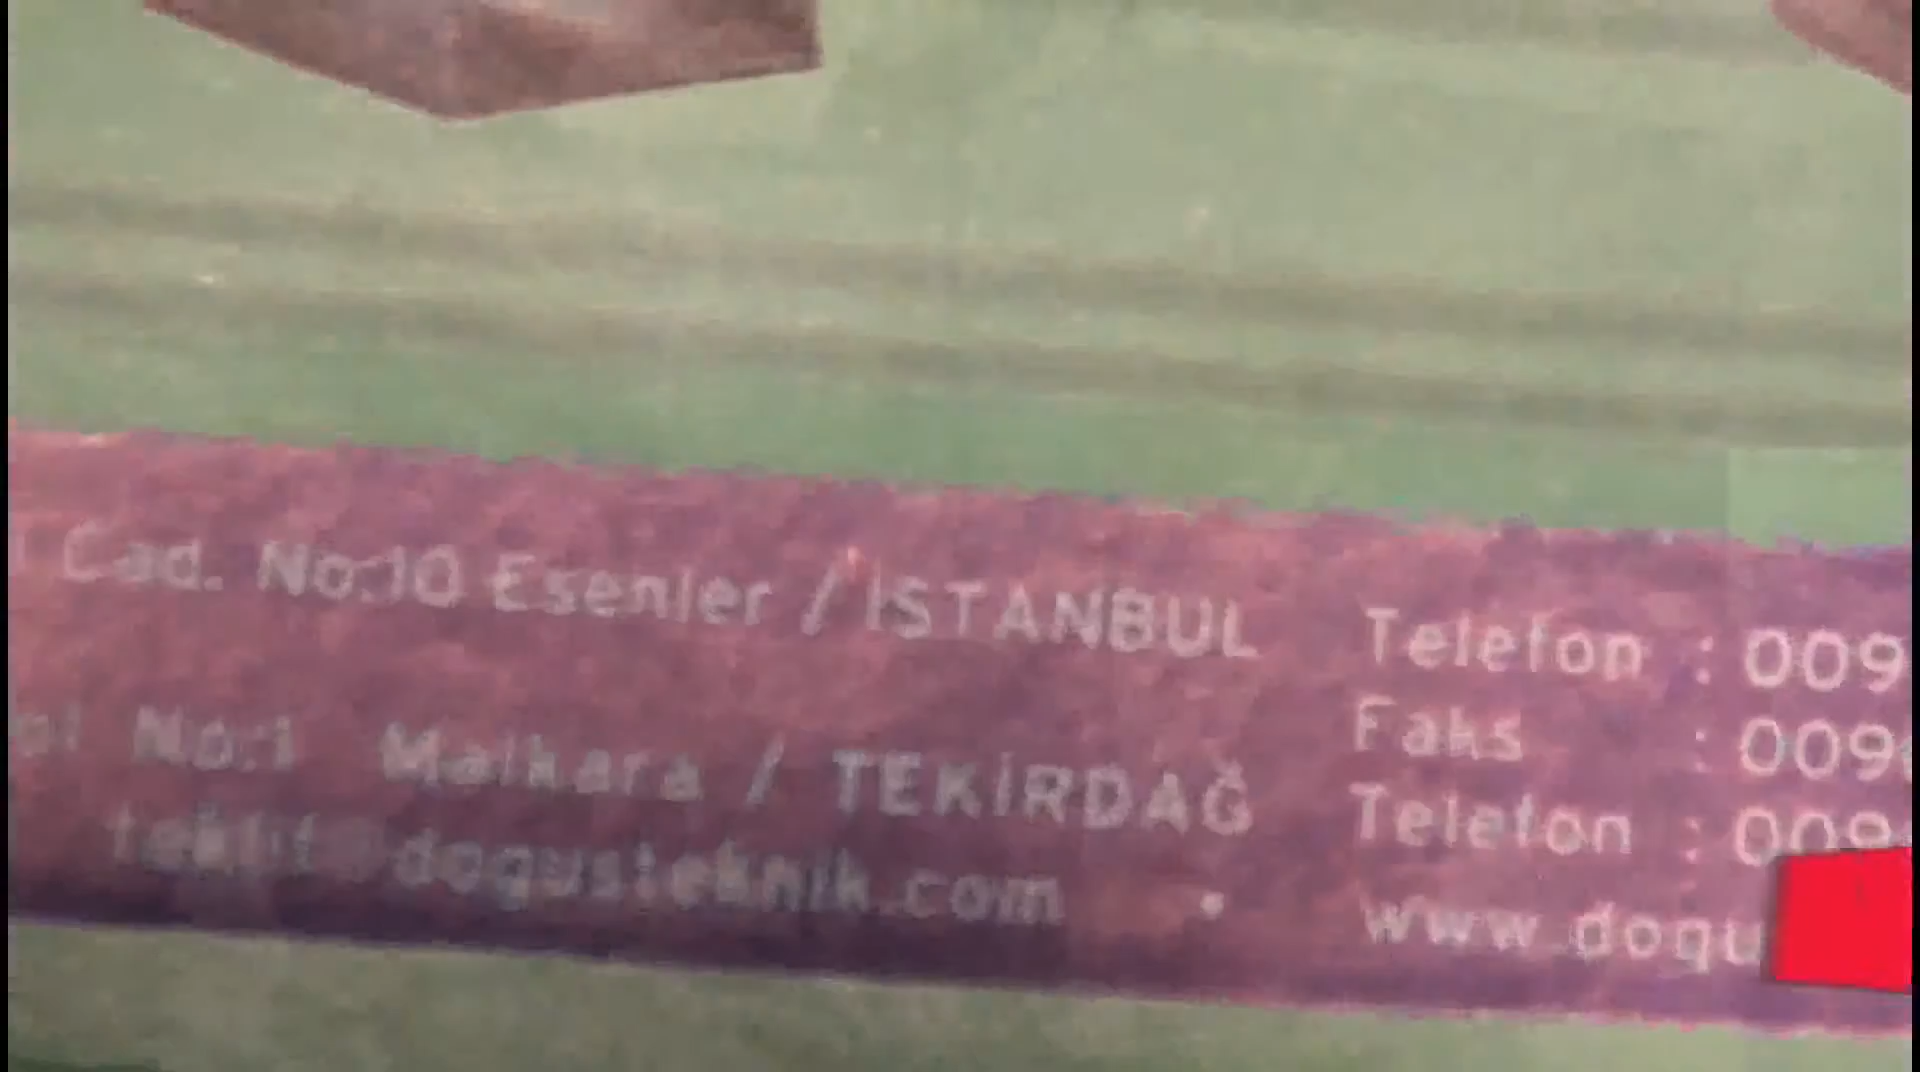 Cad. No:10 Esenler / İSTANBUL
Telefon : 009
No:1 Malkara / TEKİRDAĞ
Faks : 009
teklif@dogusteknik.com
Telefon : 009
www.dogu